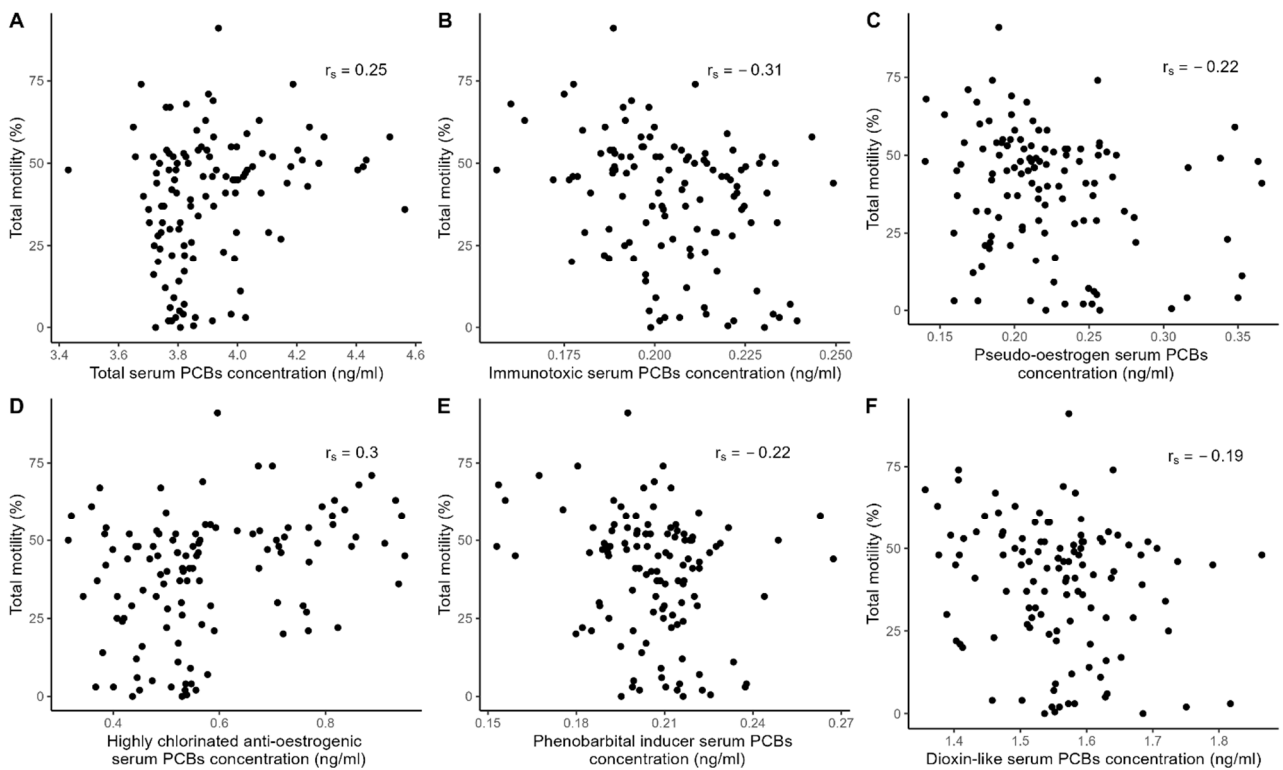 A
r_s = 0.25
Total motility (%)
75
50
25
0
3.4 3.6 3.8 4.0 4.2 4.4 4.6
Total serum PCBs concentration (ng/ml)
B
r_s = − 0.31
Total motility (%)
75
50
25
0
0.175 0.200 0.225 0.250
Immunotoxic serum PCBs concentration (ng/ml)
C
r_s = − 0.22
Total motility (%)
75
50
25
0
0.15 0.20 0.25 0.30 0.35
Pseudo-oestrogen serum PCBs
concentration (ng/ml)
D
r_s = 0.3
Total motility (%)
75
50
25
0
0.4 0.6 0.8
Highly chlorinated anti-oestrogenic
serum PCBs concentration (ng/ml)
E
r_s = − 0.22
Total motility (%)
75
50
25
0
0.15 0.18 0.21 0.24 0.27
Phenobarbital inducer serum PCBs
concentration (ng/ml)
F
r_s = − 0.19
Total motility (%)
75
50
25
0
1.4 1.5 1.6 1.7 1.8
Dioxin-like serum PCBs concentration (ng/ml)